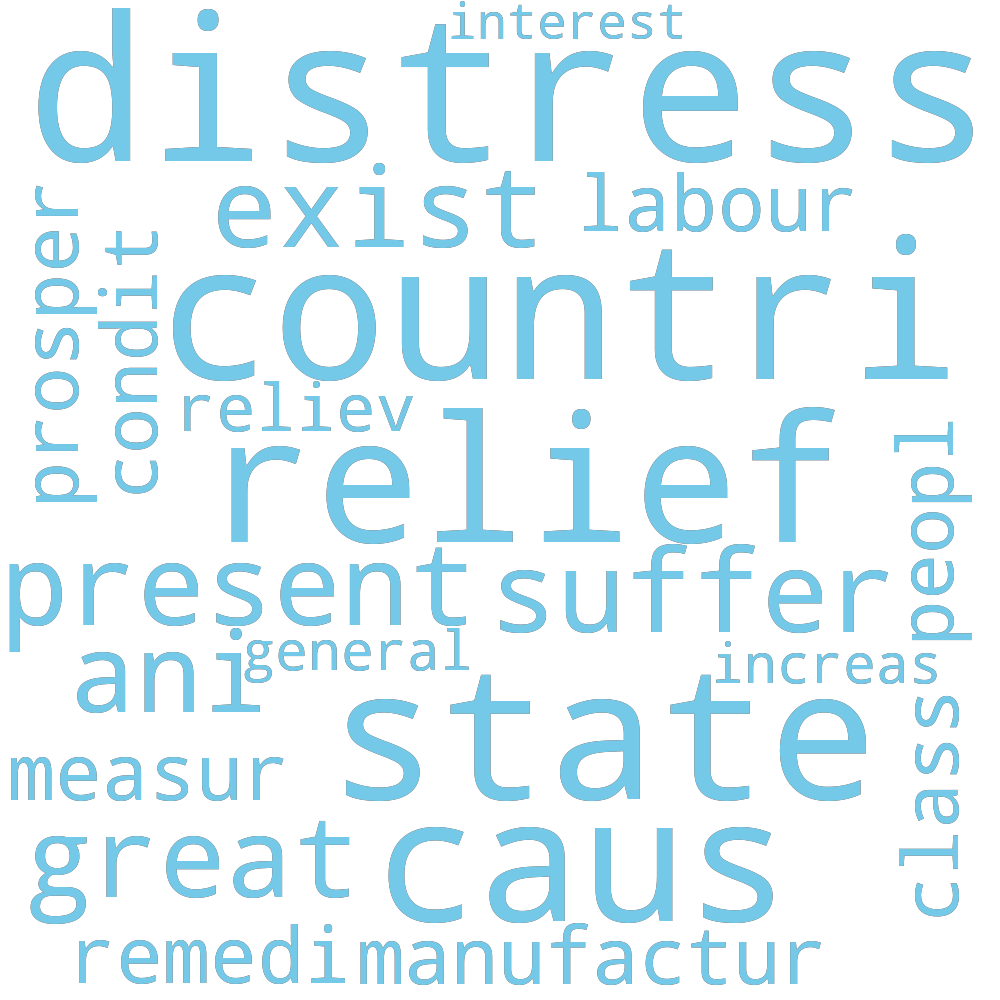 interest
distress
exist
labour
prosper
condit
countri
reliev
relief
peopl
present
suffer
ani
general
increas
state
class
measur
great
caus
remedi
manufactur